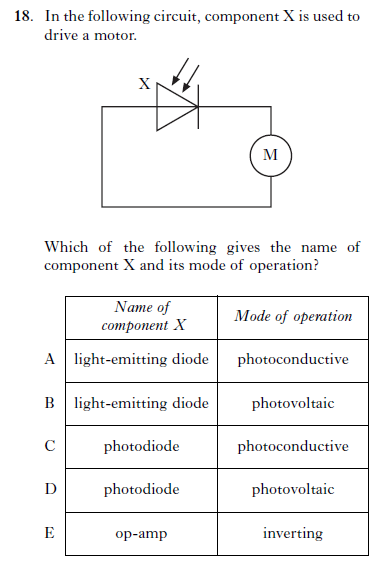 18. In the following circuit, component X is used to
drive a motor.
X
M
Which of the following gives the name of
component X and its mode of operation?
Name of
component X
Mode of operation
A light-emitting diode photoconductive
B light-emitting diode photovoltaic
C photodiode photoconductive
D photodiode photovoltaic
E op-amp inverting